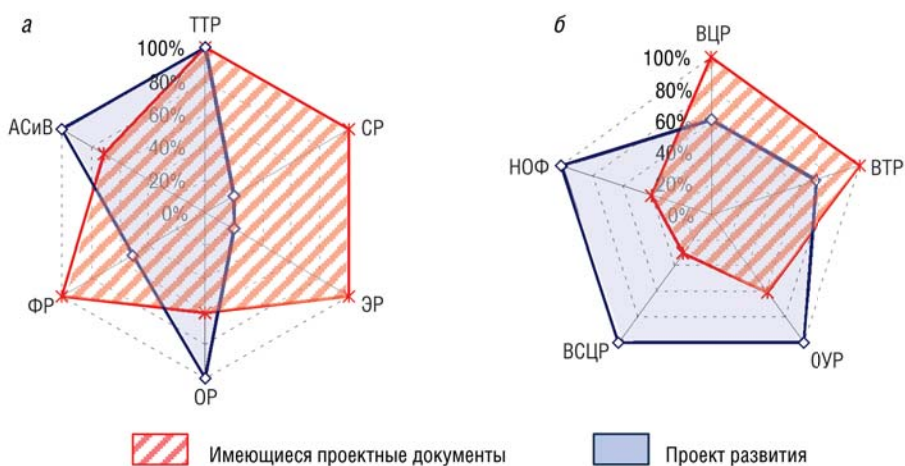 а
ТТР
100%
80%
60%
40%
20%
0%
СР
ЭР
ОР
ФР
АСиВ
б
ВЦР
100%
80%
60%
40%
20%
0%
ВТР
ОУР
ВСЦР
НОФ
Имеющиеся проектные документы
Проект развития